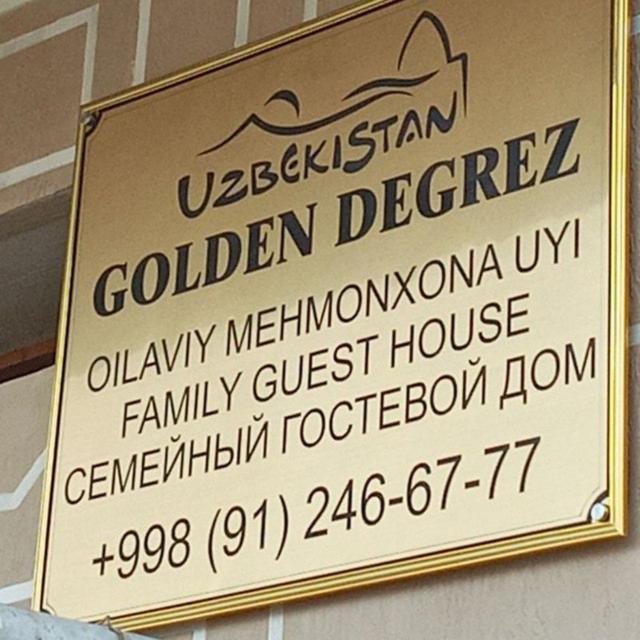 UZBEKISTAN
GOLDEN DEGREZ
OILAVIY MEHMONXONA UYI
FAMILY GUEST HOUSE
СЕМЕЙНЫЙ ГОСТЕВОЙ ДОМ
+998 (91) 246-67-77